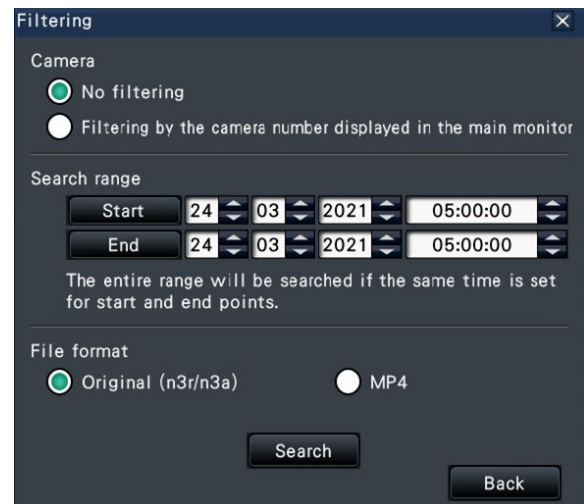 Filtering
Camera
No filtering
Filtering by the camera number displayed in the main monitor
Search range
Start 24 03 2021 05:00:00
End 24 03 2021 05:00:00
The entire range will be searched if the same time is set
for start and end points.
File format
Original (n3r/n3a) MP4
Search
Back